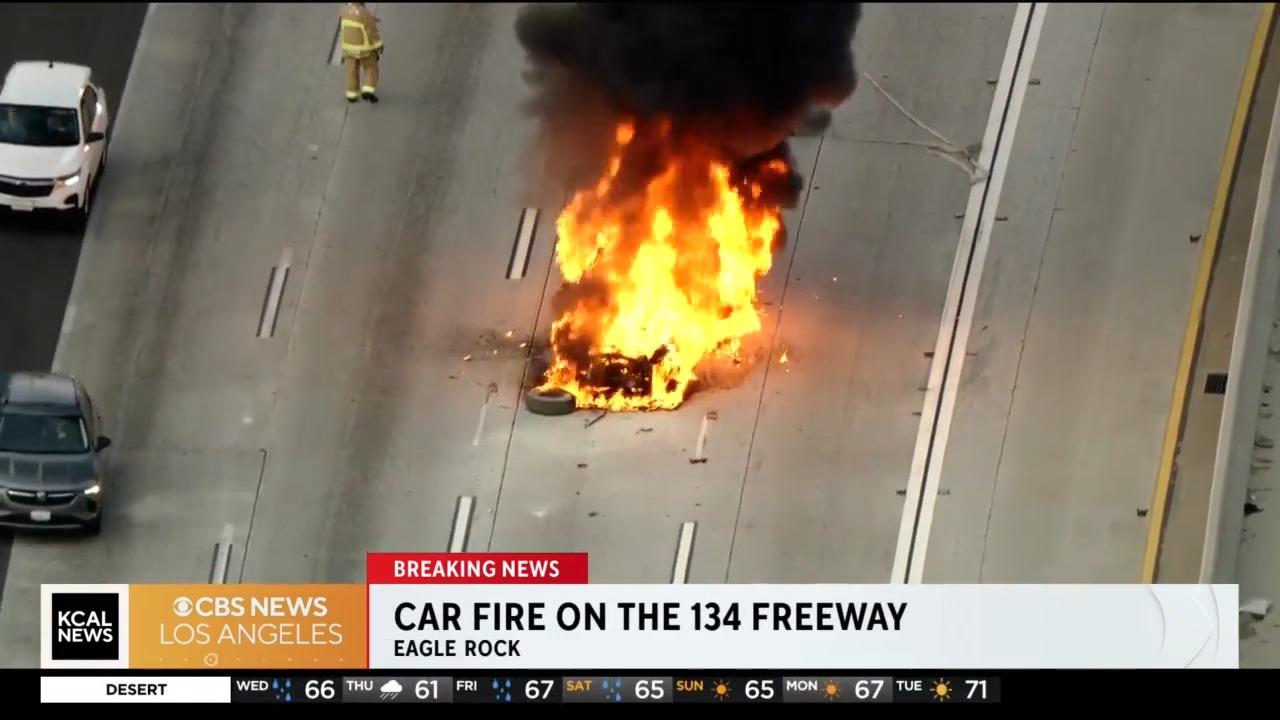 BREAKING NEWS
KCAL
NEWS
CBS NEWS
LOS ANGELES
CAR FIRE ON THE 134 FREEWAY
EAGLE ROCK
DESERT WED 66 THU 61 FRI 67 SAT 65 SUN 65 MON 67 TUE 71